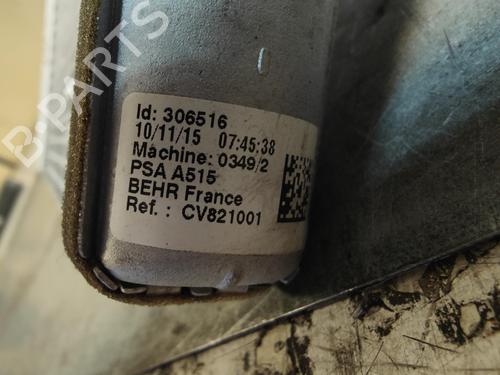 B-PARTS
Id: 306516
10/11/15 07:45:38
Machine: 0349/2
PSA A515
BEHR France
Ref. : CV821001